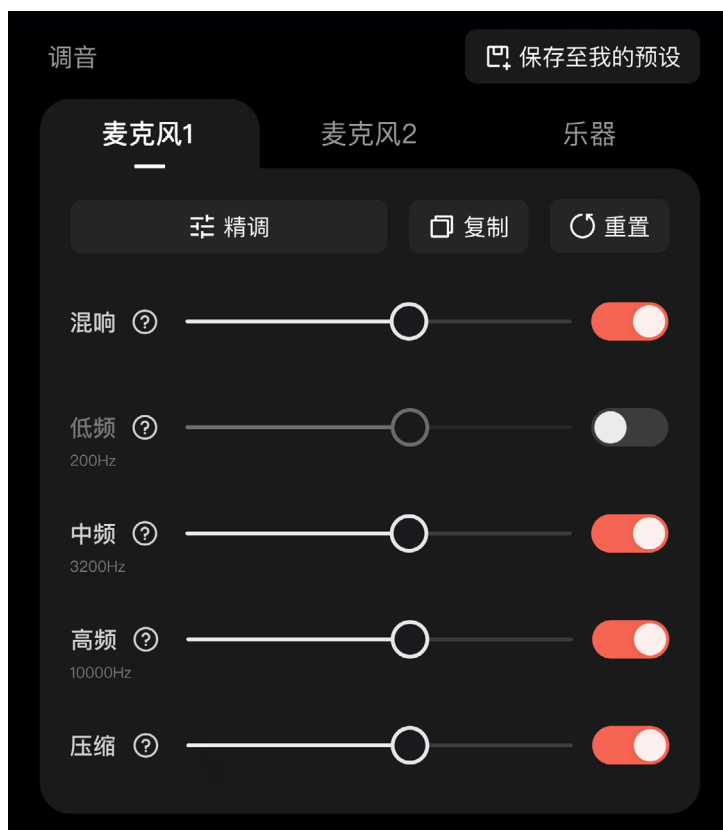 调音
保存至我的预设
麦克风1 麦克风2 乐器
精调 复制 重置
混响 ?
低频 ?
200Hz
中频 ?
3200Hz
高频 ?
10000Hz
压缩 ?